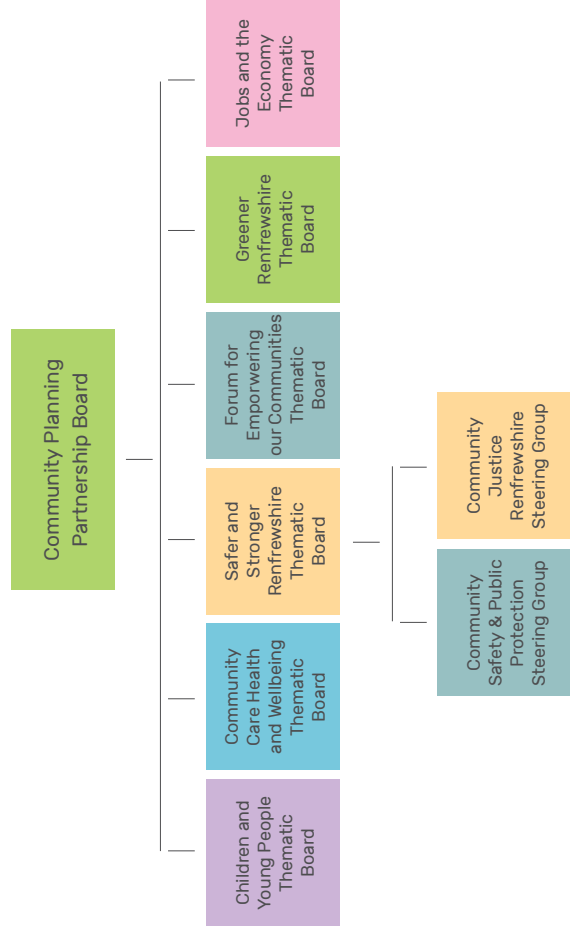 Community Planning
Partnership Board
Children and
Young People
Thematic
Board
Community
Care Health
and Wellbeing
Thematic
Board
Safer and
Stronger
Renfrewshire
Thematic
Board
Forum for
Emporwering
our Communities
Thematic
Board
Greener
Renfrewshire
Thematic
Board
Jobs and the
Economy
Thematic
Board
Community
Safety & Public
Protection
Steering Group
Community
Justice
Renfrewshire
Steering Group